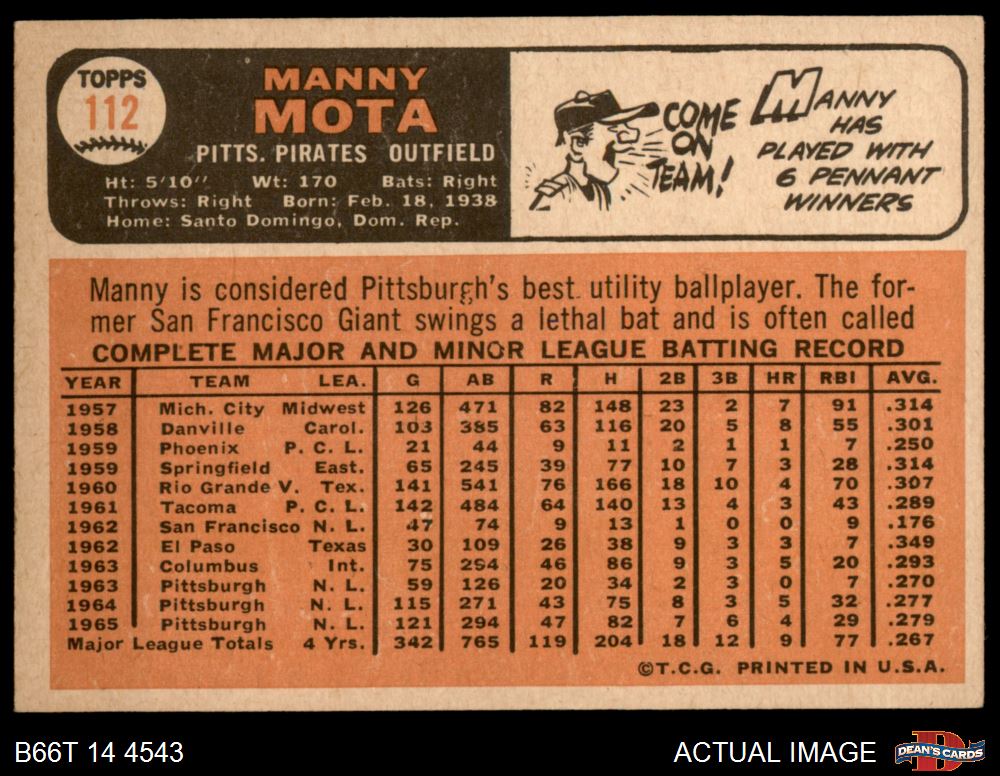 TOPPS
112
MANNY
MOTA
PITTS. PIRATES OUTFIELD
Ht: 5'10" Wt: 170 Bats: Right
Throws: Right Born: Feb. 18, 1938
Home: Santo Domingo, Dom. Rep.
COME
ON
TEAM!
MANNY
HAS
PLAYED WITH
6 PENNANT
WINNERS
Manny is considered Pittsburgh's best utility ballplayer. The for-
mer San Francisco Giant swings a lethal bat and is often called
COMPLETE MAJOR AND MINOR LEAGUE BATTING RECORD
YEAR TEAM LEA. G AB R H 2B 3B HR RBI AVG.
1957 Mich. City Midwest 126 471 82 148 23 2 7 91 .314
1958 Danville Carol. 103 385 63 116 20 5 8 55 .301
1959 Phoenix P. C. L. 21 44 9 11 2 1 1 7 .250
1959 Springfield East. 65 245 39 77 10 7 3 28 .314
1960 Rio Grande V. Tex. 141 541 76 166 18 10 4 70 .307
1961 Tacoma P. C. L. 142 484 64 140 13 4 3 43 .289
1962 San Francisco N. L. 47 74 9 13 1 0 0 9 .176
1962 El Paso Texas 30 109 26 38 9 3 3 7 .349
1963 Columbus Int. 75 294 46 86 9 3 5 20 .293
1963 Pittsburgh N. L. 59 126 20 34 2 3 0 7 .270
1964 Pittsburgh N. L. 115 271 43 75 8 3 5 32 .277
1965 Pittsburgh N. L. 121 294 47 82 7 6 4 29 .279
Major League Totals 4 Yrs. 342 765 119 204 18 12 9 77 .267
©T.C.G. PRINTED IN U.S.A.
B66T 14 4543
ACTUAL IMAGE
DEAN'S CARDS